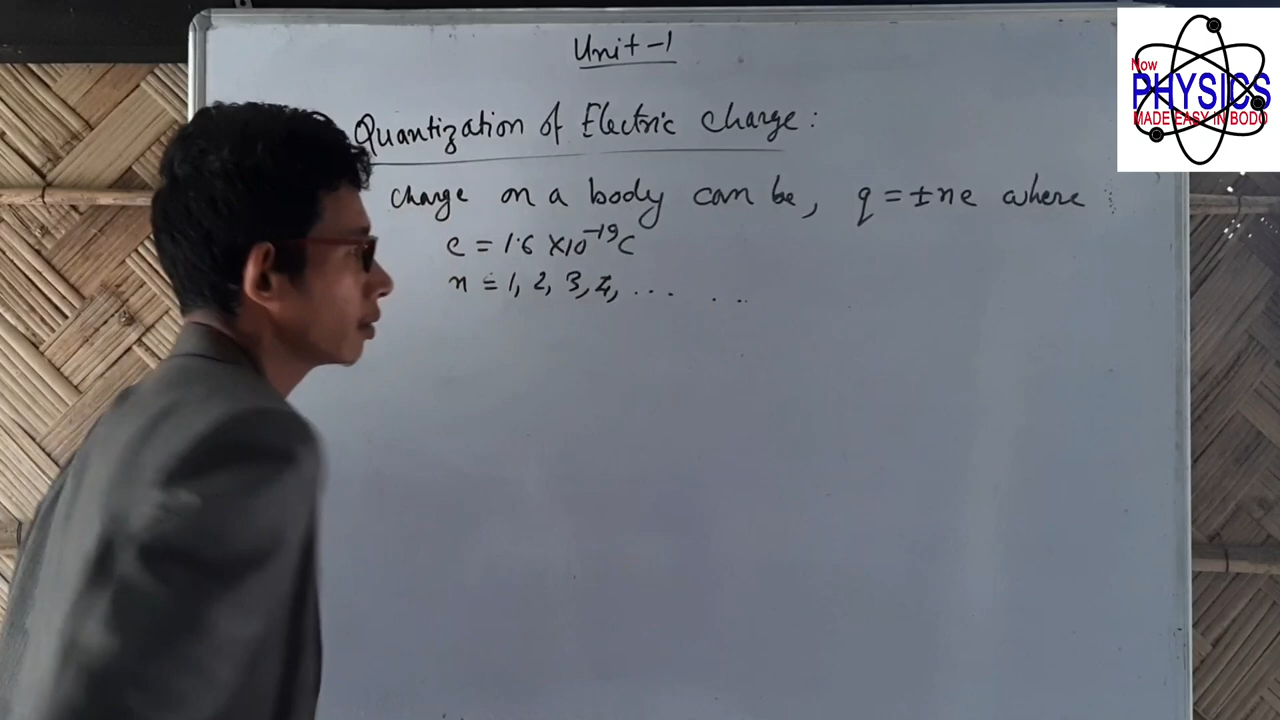 Unit-1
Quantization of Electric charge:
charge on a body can be, q = ±ne where
e = 1.6 × 10⁻¹⁹C
n = 1, 2, 3, 4, ... ...
Now
PHYSICS
MADE EASY IN BODO